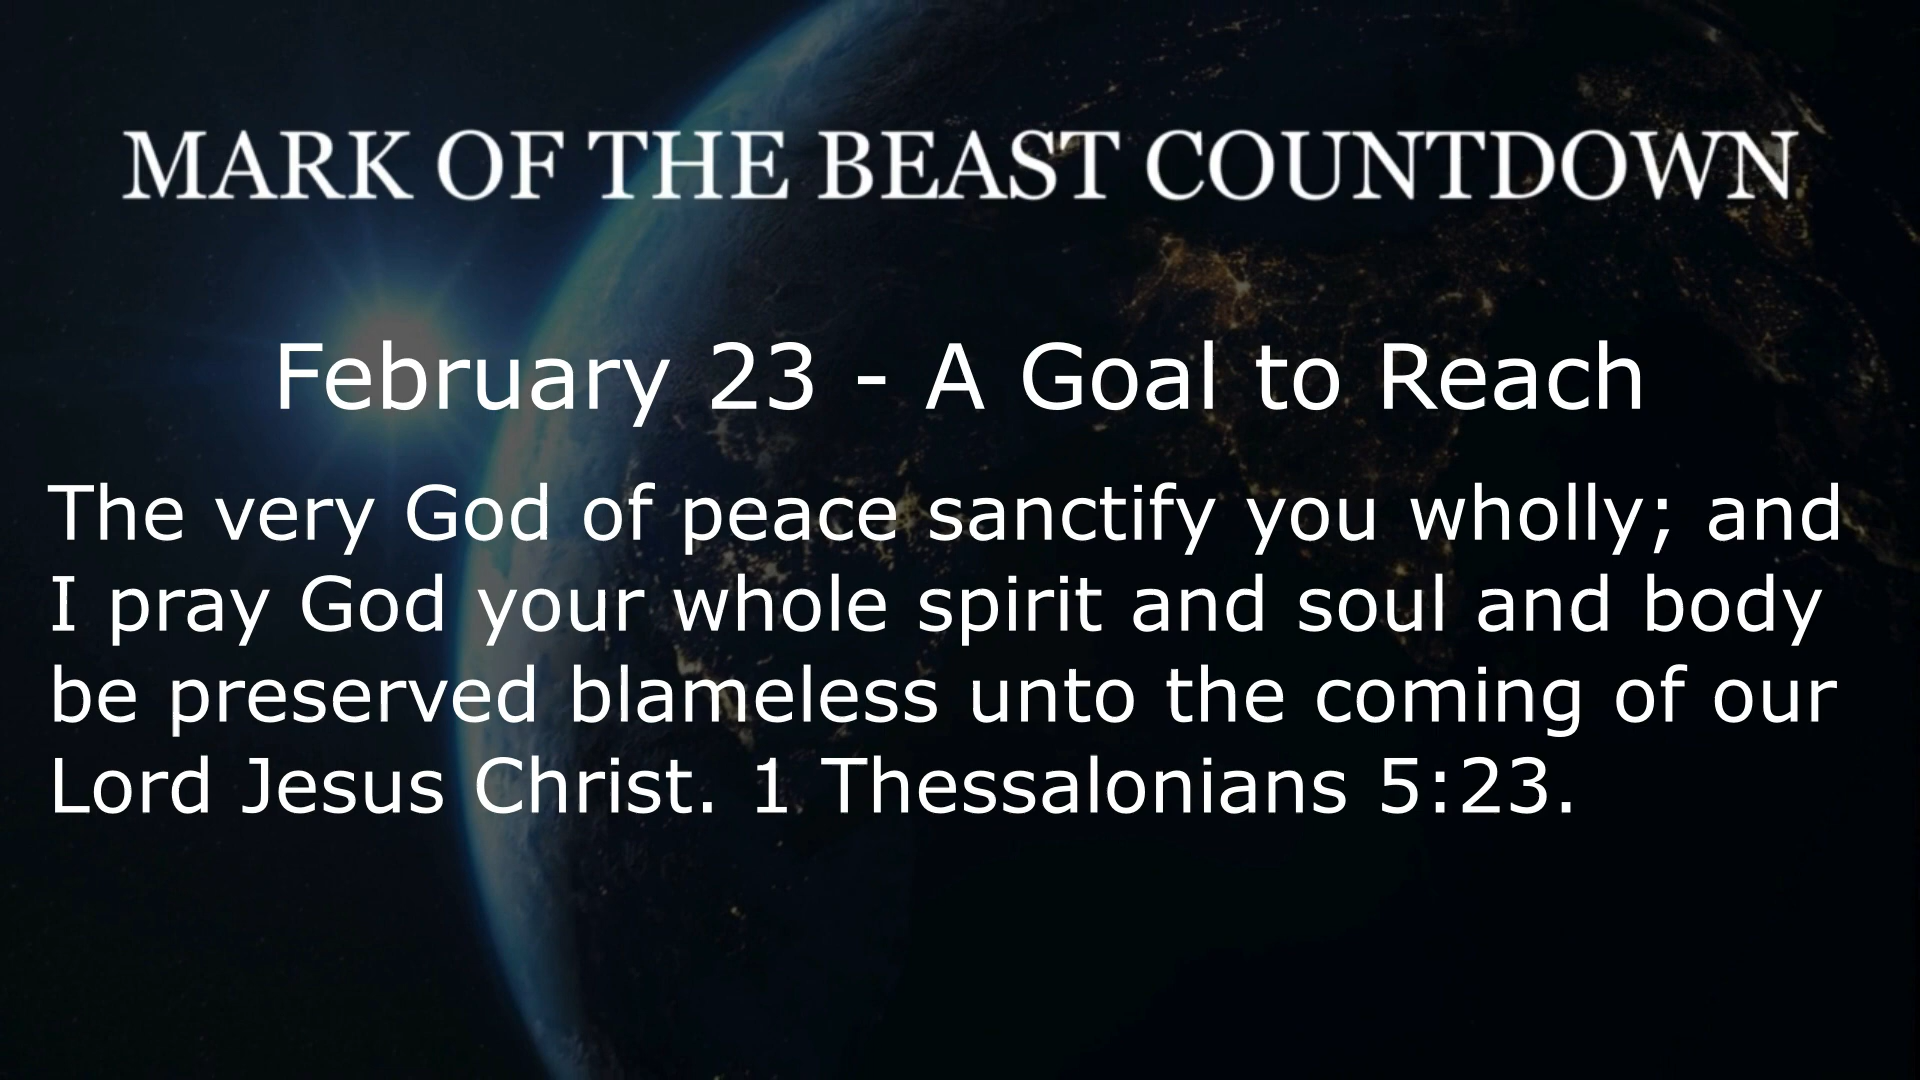 MARK OF THE BEAST COUNTDOWN
February 23 - A Goal to Reach
The very God of peace sanctify you wholly; and
I pray God your whole spirit and soul and body
be preserved blameless unto the coming of our
Lord Jesus Christ. 1 Thessalonians 5:23.